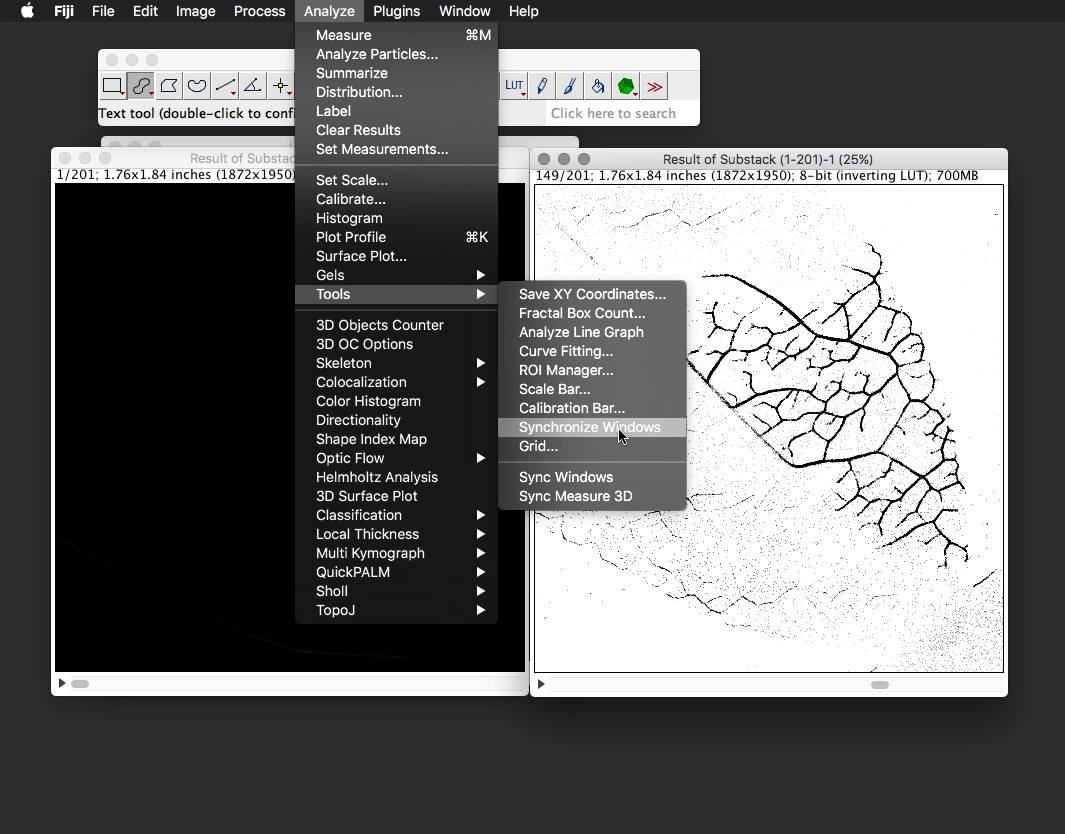 Fiji File Edit Image Process Analyze Plugins Window Help
Measure ⌘M
Analyze Particles...
Summarize
Distribution...
Label
Clear Results
Set Measurements...
Set Scale...
Calibrate...
Histogram
Plot Profile ⌘K
Surface Plot...
Gels
Tools
3D Objects Counter
3D OC Options
Skeleton
Colocalization
Color Histogram
Directionality
Shape Index Map
Optic Flow
Helmholtz Analysis
3D Surface Plot
Classification
Local Thickness
Multi Kymograph
QuickPALM
Sholl
TopoJ
Save XY Coordinates...
Fractal Box Count...
Analyze Line Graph
Curve Fitting...
ROI Manager...
Scale Bar...
Calibration Bar...
Synchronize Windows
Grid...
Sync Windows
Sync Measure 3D
LUT
Text tool (double-click to confi
Click here to search
Result of Substac
1/201; 1.76x1.84 inches (1872x1950)
Result of Substack (1-201)-1 (25%)
149/201; 1.76x1.84 inches (1872x1950); 8-bit (inverting LUT); 700MB